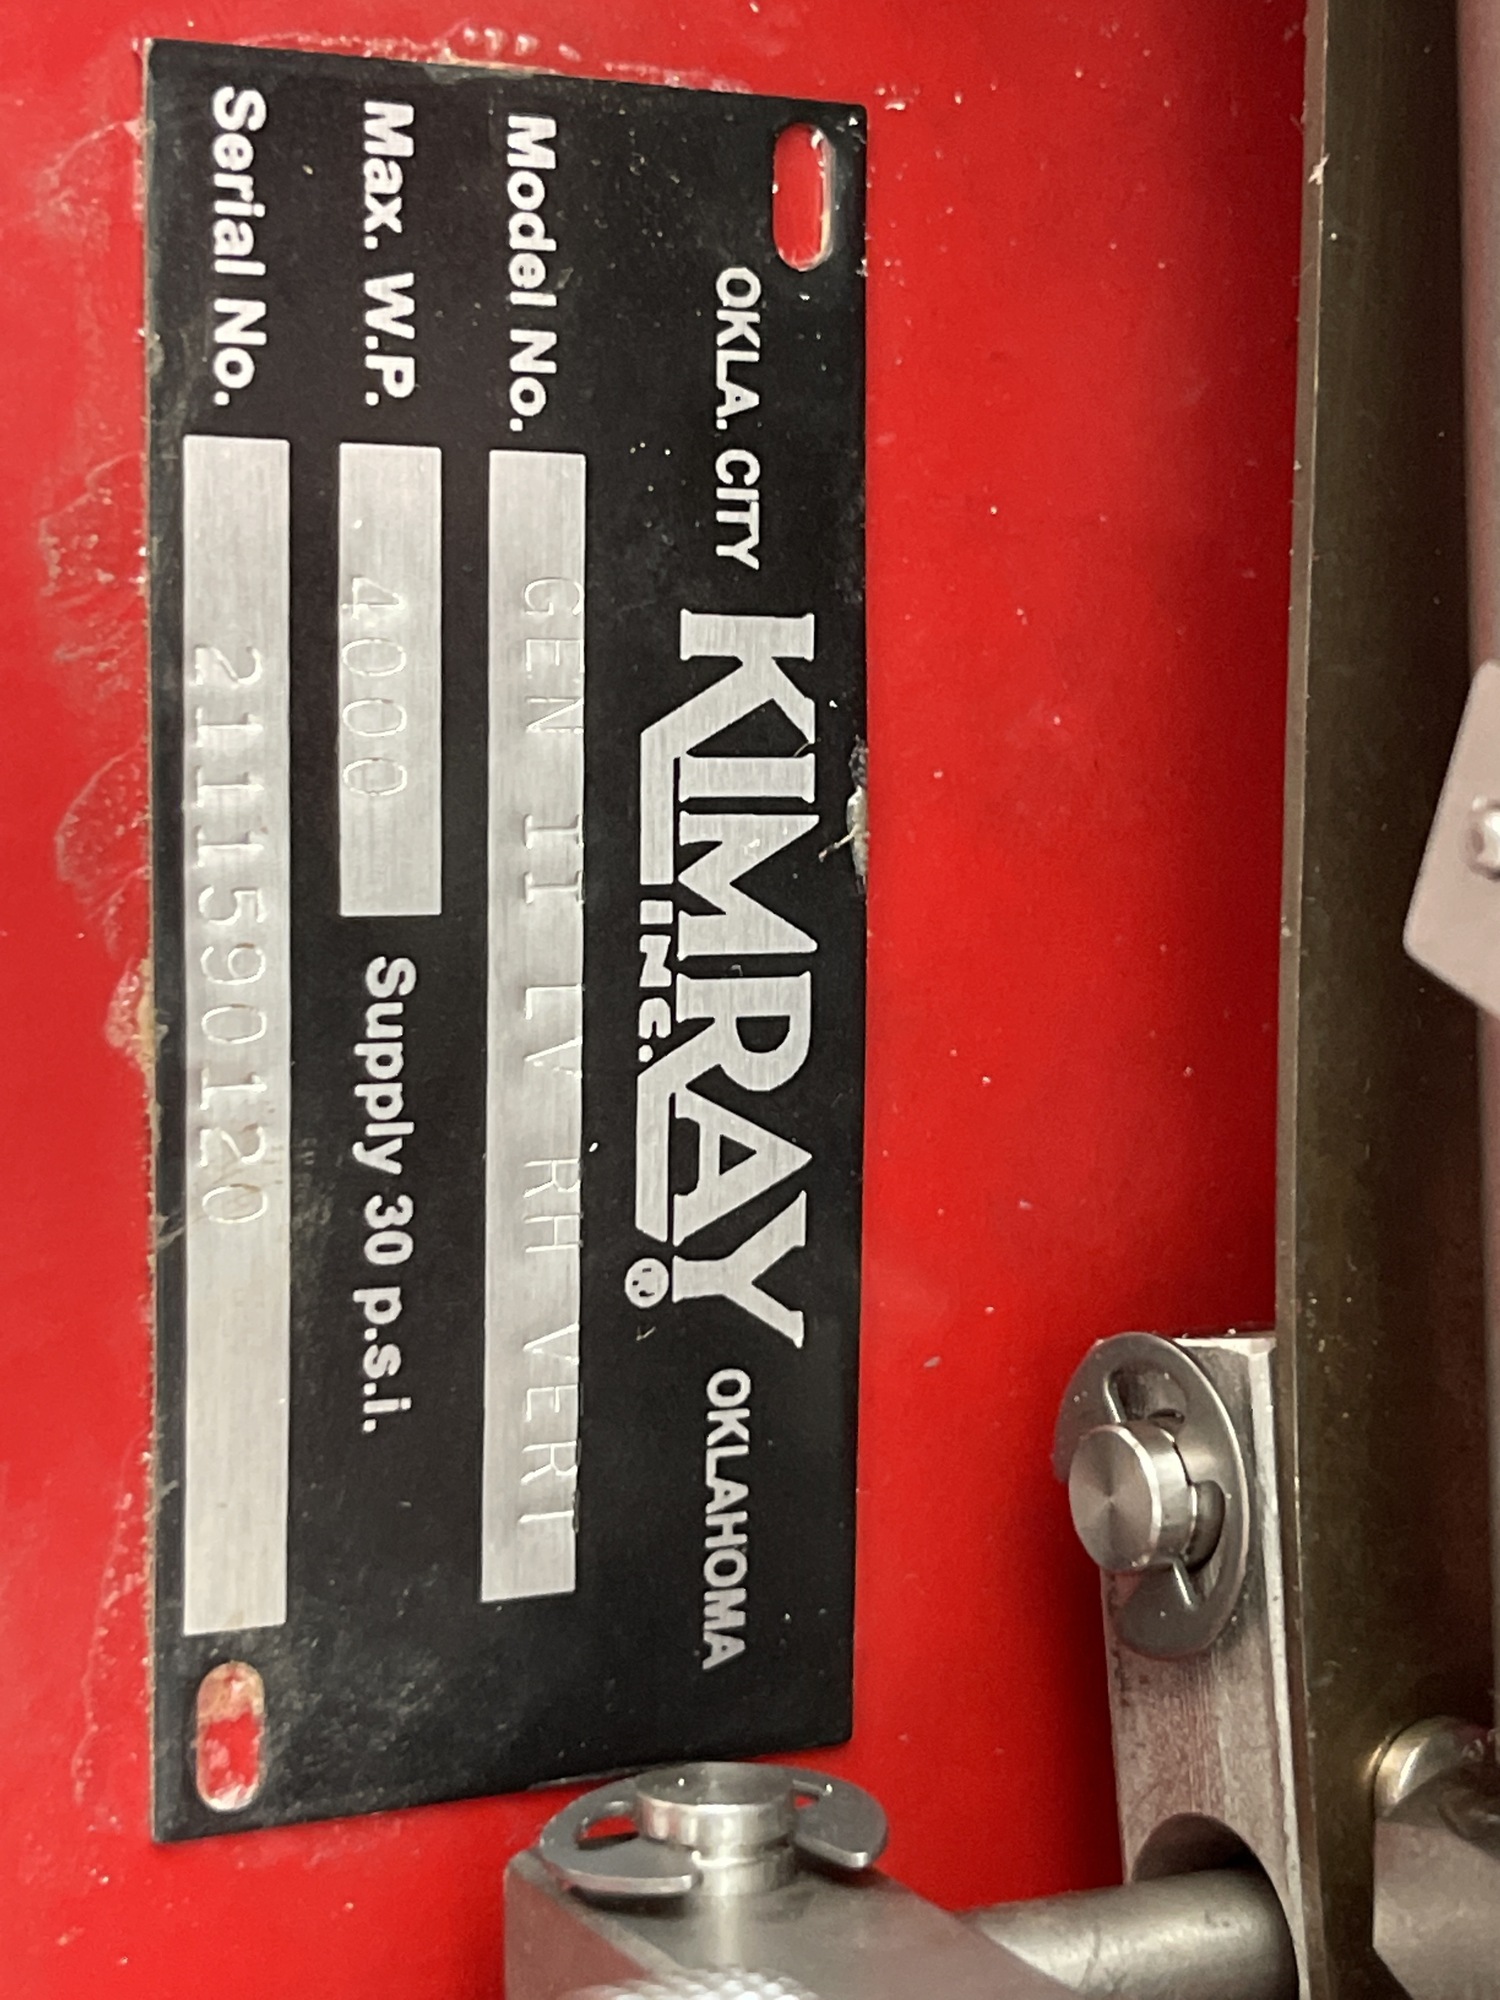 OKLA. CITY KIMRAY INC. ® OKLAHOMA
Model No. GEN II LV RH VERT
Max. W.P. 4000 Supply 30 p.s.i.
Serial No. 2111590120